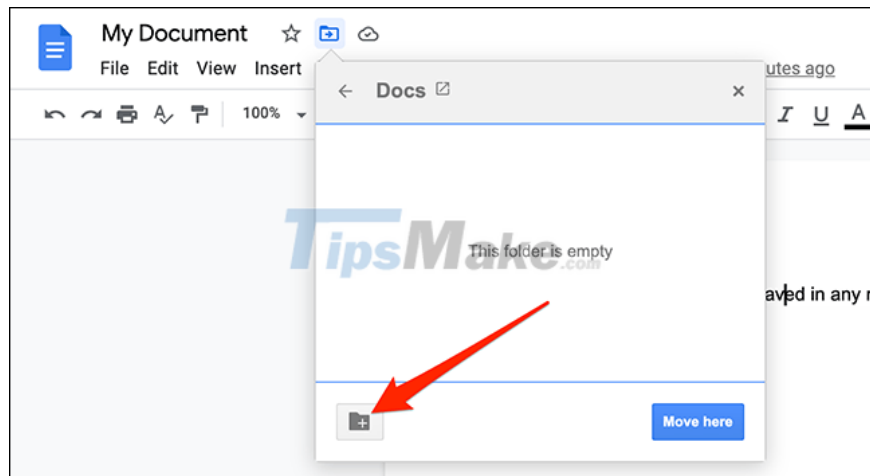 My Document
File Edit View Insert
utes ago
Docs
100%
I U A
TipsMake.com
This folder is empty
aved in any
Move here